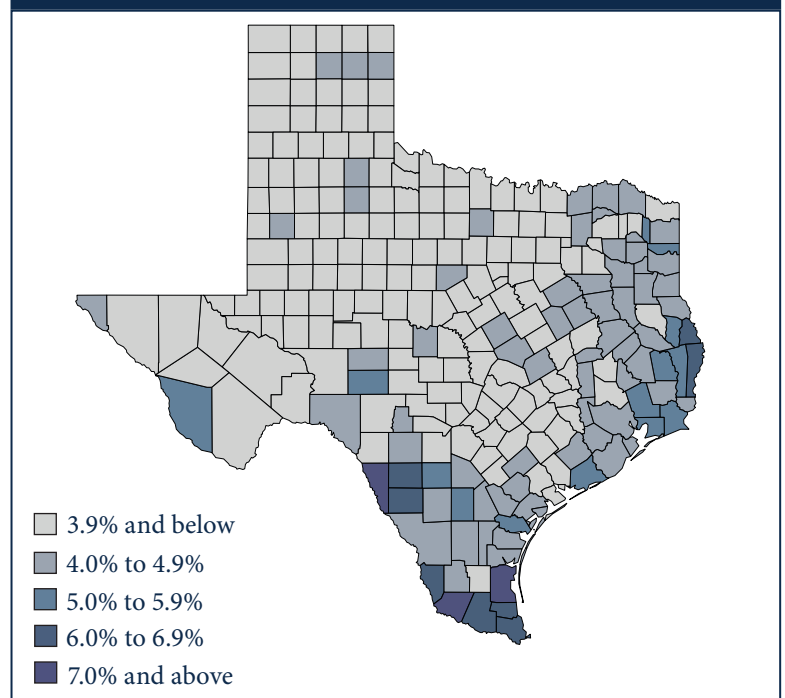 3.9% and below
4.0% to 4.9%
5.0% to 5.9%
6.0% to 6.9%
7.0% and above